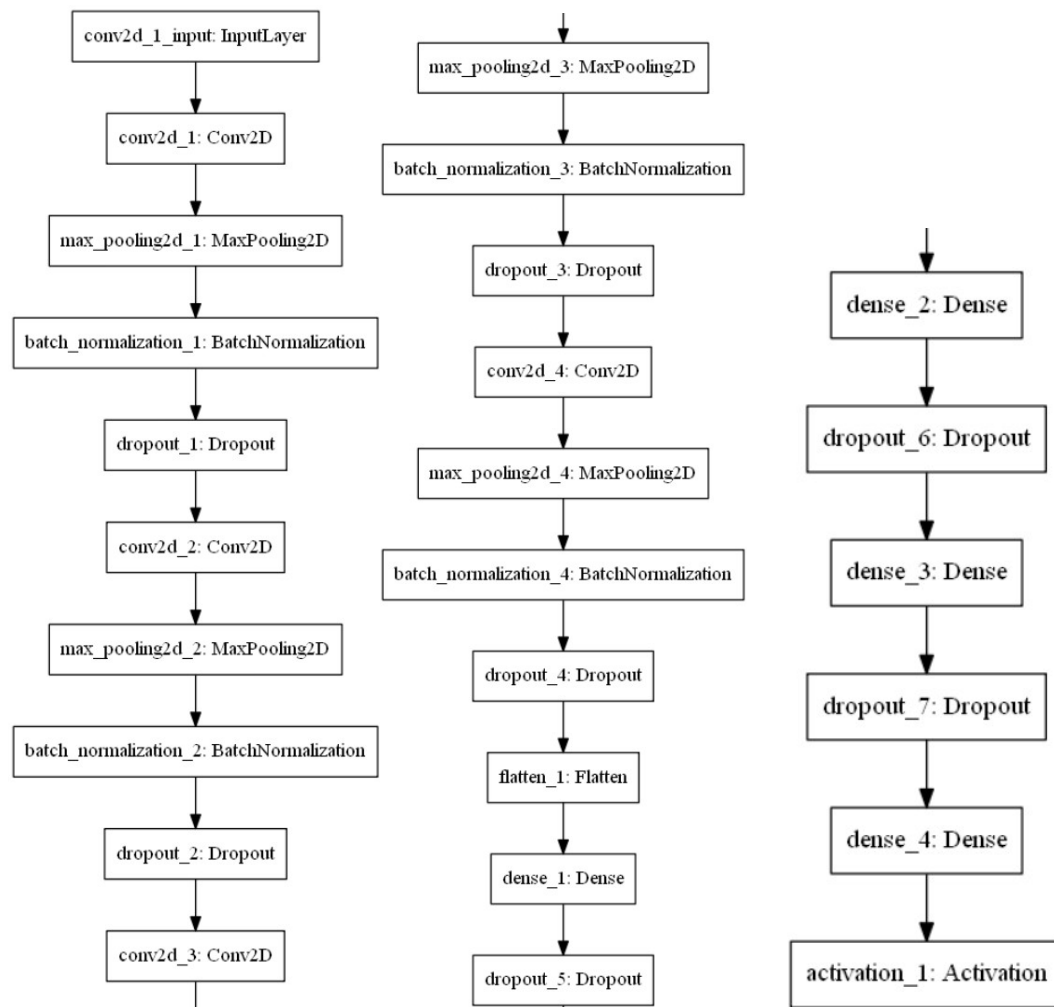 conv2d_1_input: InputLayer
conv2d_1: Conv2D
max_pooling2d_1: MaxPooling2D
batch_normalization_1: BatchNormalization
dropout_1: Dropout
conv2d_2: Conv2D
max_pooling2d_2: MaxPooling2D
batch_normalization_2: BatchNormalization
dropout_2: Dropout
conv2d_3: Conv2D
max_pooling2d_3: MaxPooling2D
batch_normalization_3: BatchNormalization
dropout_3: Dropout
conv2d_4: Conv2D
max_pooling2d_4: MaxPooling2D
batch_normalization_4: BatchNormalization
dropout_4: Dropout
flatten_1: Flatten
dense_1: Dense
dropout_5: Dropout
dense_2: Dense
dropout_6: Dropout
dense_3: Dense
dropout_7: Dropout
dense_4: Dense
activation_1: Activation